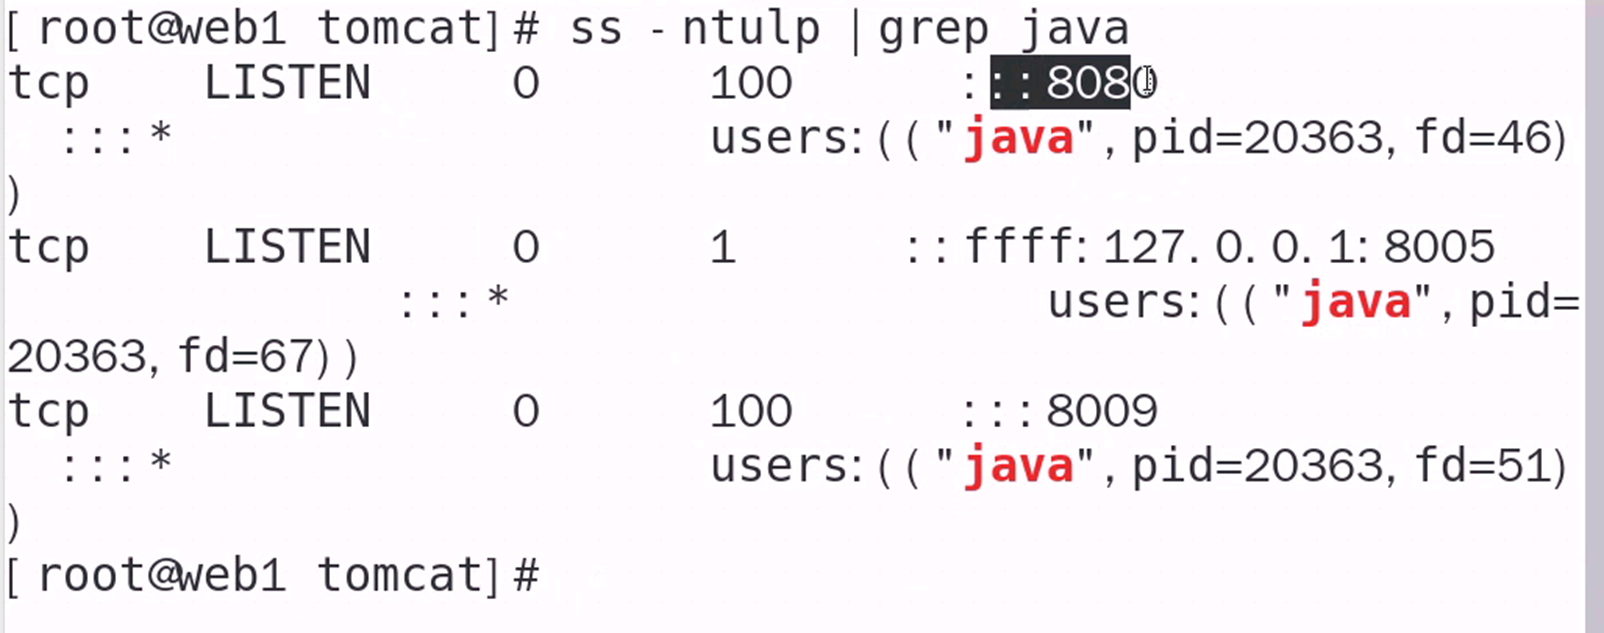 [root@web1 tomcat]# ss -ntulp |grep java
tcp    LISTEN     0      100      :::8080
  :::*                   users:(("java",pid=20363,fd=46)
)
tcp    LISTEN     0      1      ::ffff:127.0.0.1:8005
              :::*                   users:(("java",pid=
20363,fd=67))
tcp    LISTEN     0      100      :::8009
  :::*                   users:(("java",pid=20363,fd=51)
)
[root@web1 tomcat]#